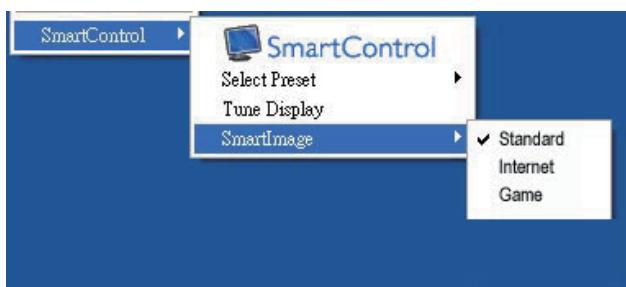 SmartControl
SmartControl
Select Preset
Tune Display
SmartImage
Standard
Internet
Game